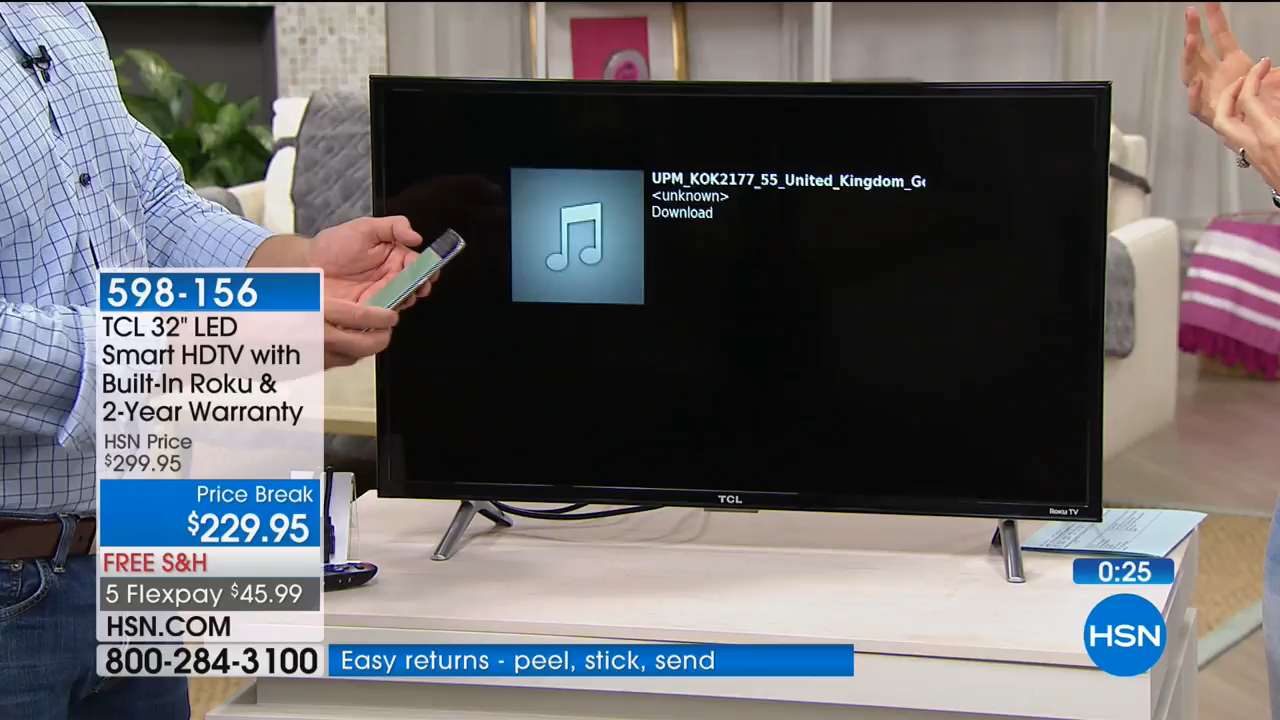 UPM_KOK2177_55_United_Kingdom_G
<unknown>
Download
598-156
TCL 32" LED
Smart HDTV with
Built-In Roku &
2-Year Warranty
HSN Price
$299.95
Price Break
$229.95
FREE S&H
5 Flexpay $45.99
HSN.COM
800-284-3100
Easy returns - peel, stick, send
TCL
Roku TV
0:25
HSN